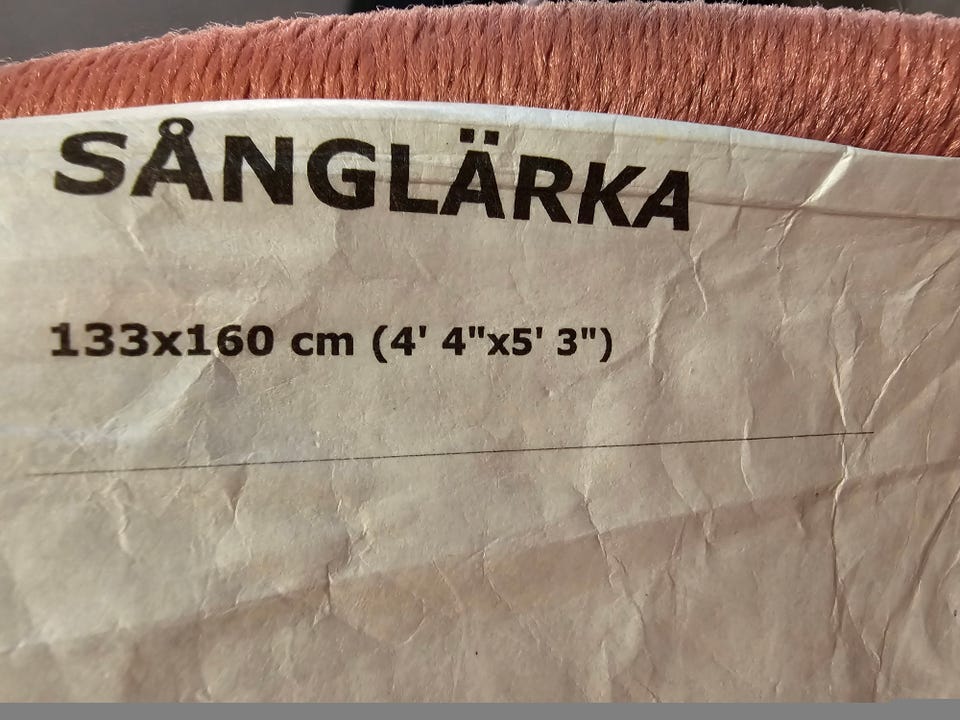 SÅNGLÄRKA
133x160 cm (4' 4"x5' 3")